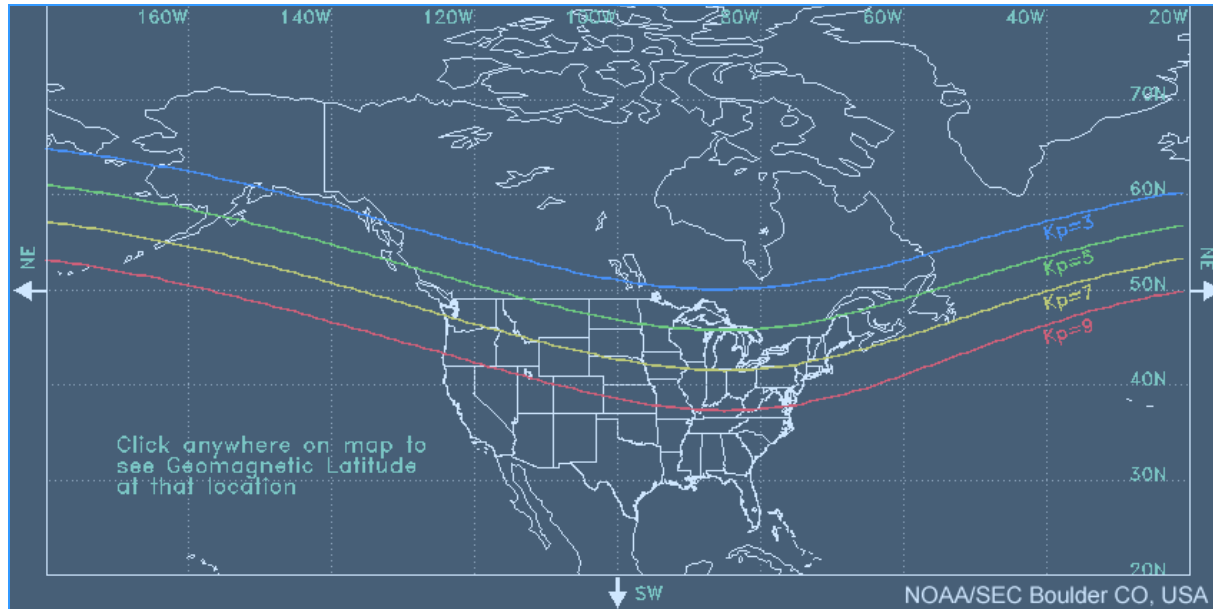 160W 140W 120W 100W 80W 60W 40W 20W
70N
60N
Kp=3
Kp=5
NE
NE
50N
Kp=7
Kp=9
40N
Click anywhere on map to
see Geomagnetic Latitude
at that location
30N
20N
SW
NOAA/SEC Boulder CO, USA